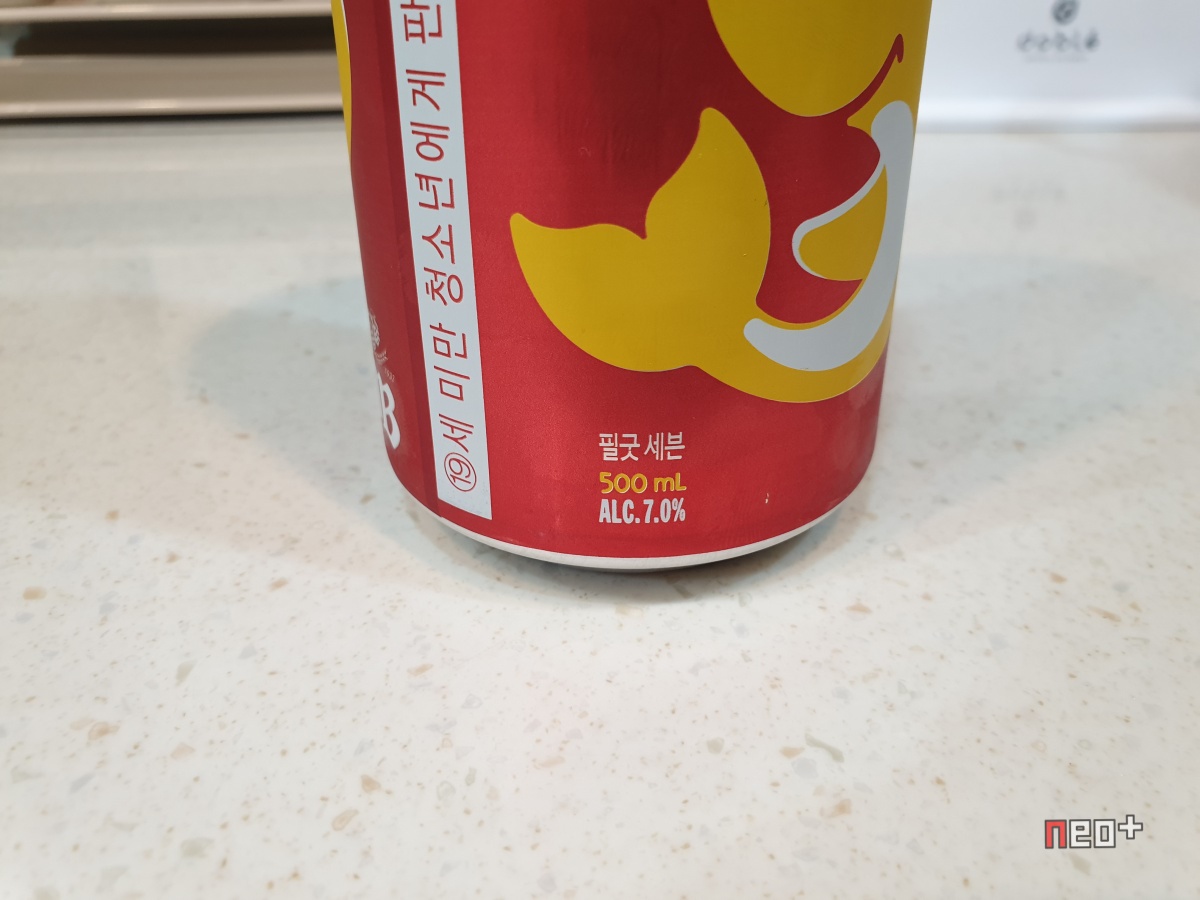 ⑲세 미만 청소년에게 판
B
필굿 세븐
500 mL
ALC.7.0%
neo+